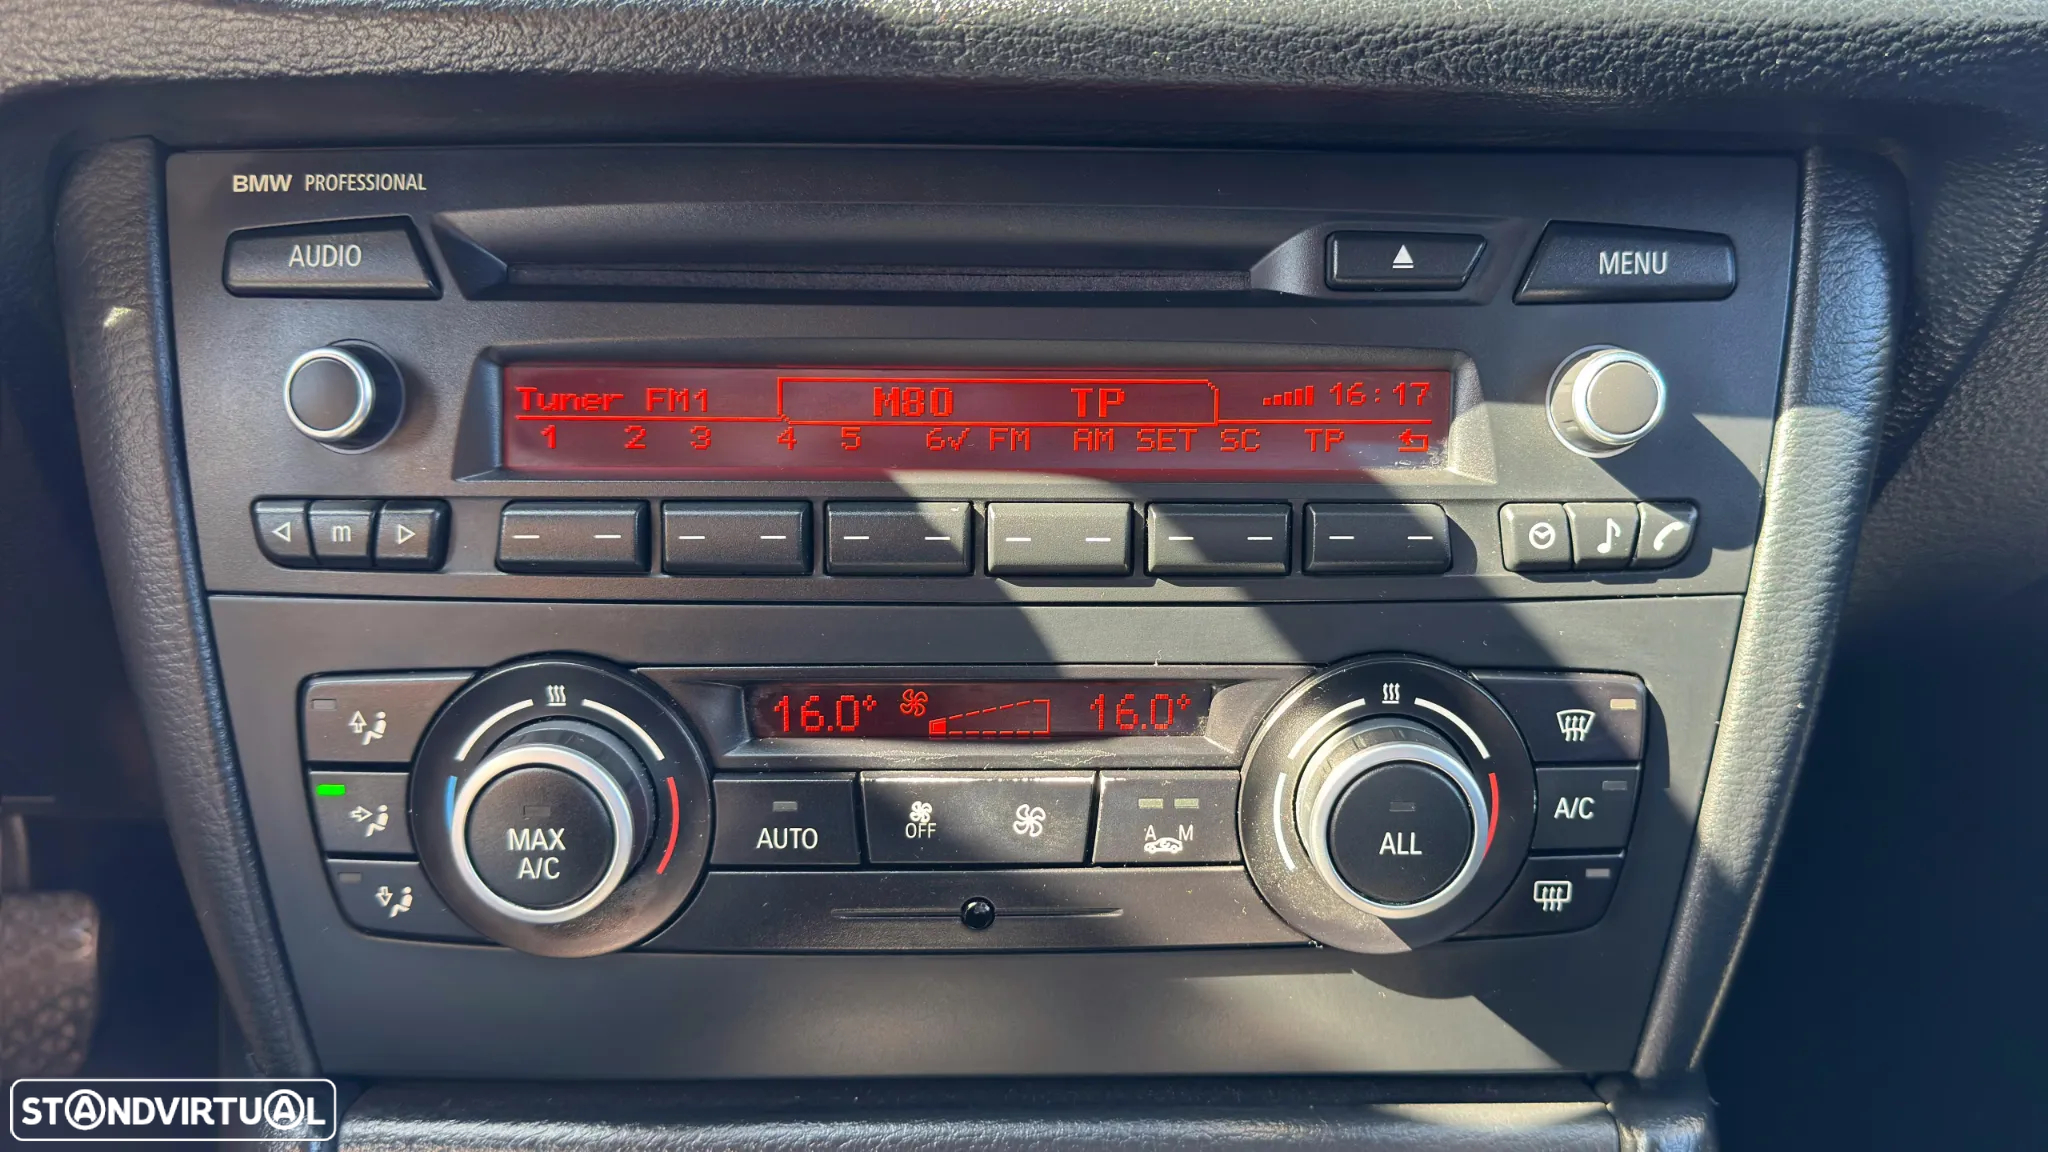 BMW PROFESSIONAL
AUDIO
MENU
Tuner FM1 M80 TP 16:17
1 2 3 4 5 6✓ FM AM SET SC TP
m
16.0° 16.0°
MAX A/C
AUTO
OFF
A M
ALL
A/C
STANDVIRTUAL